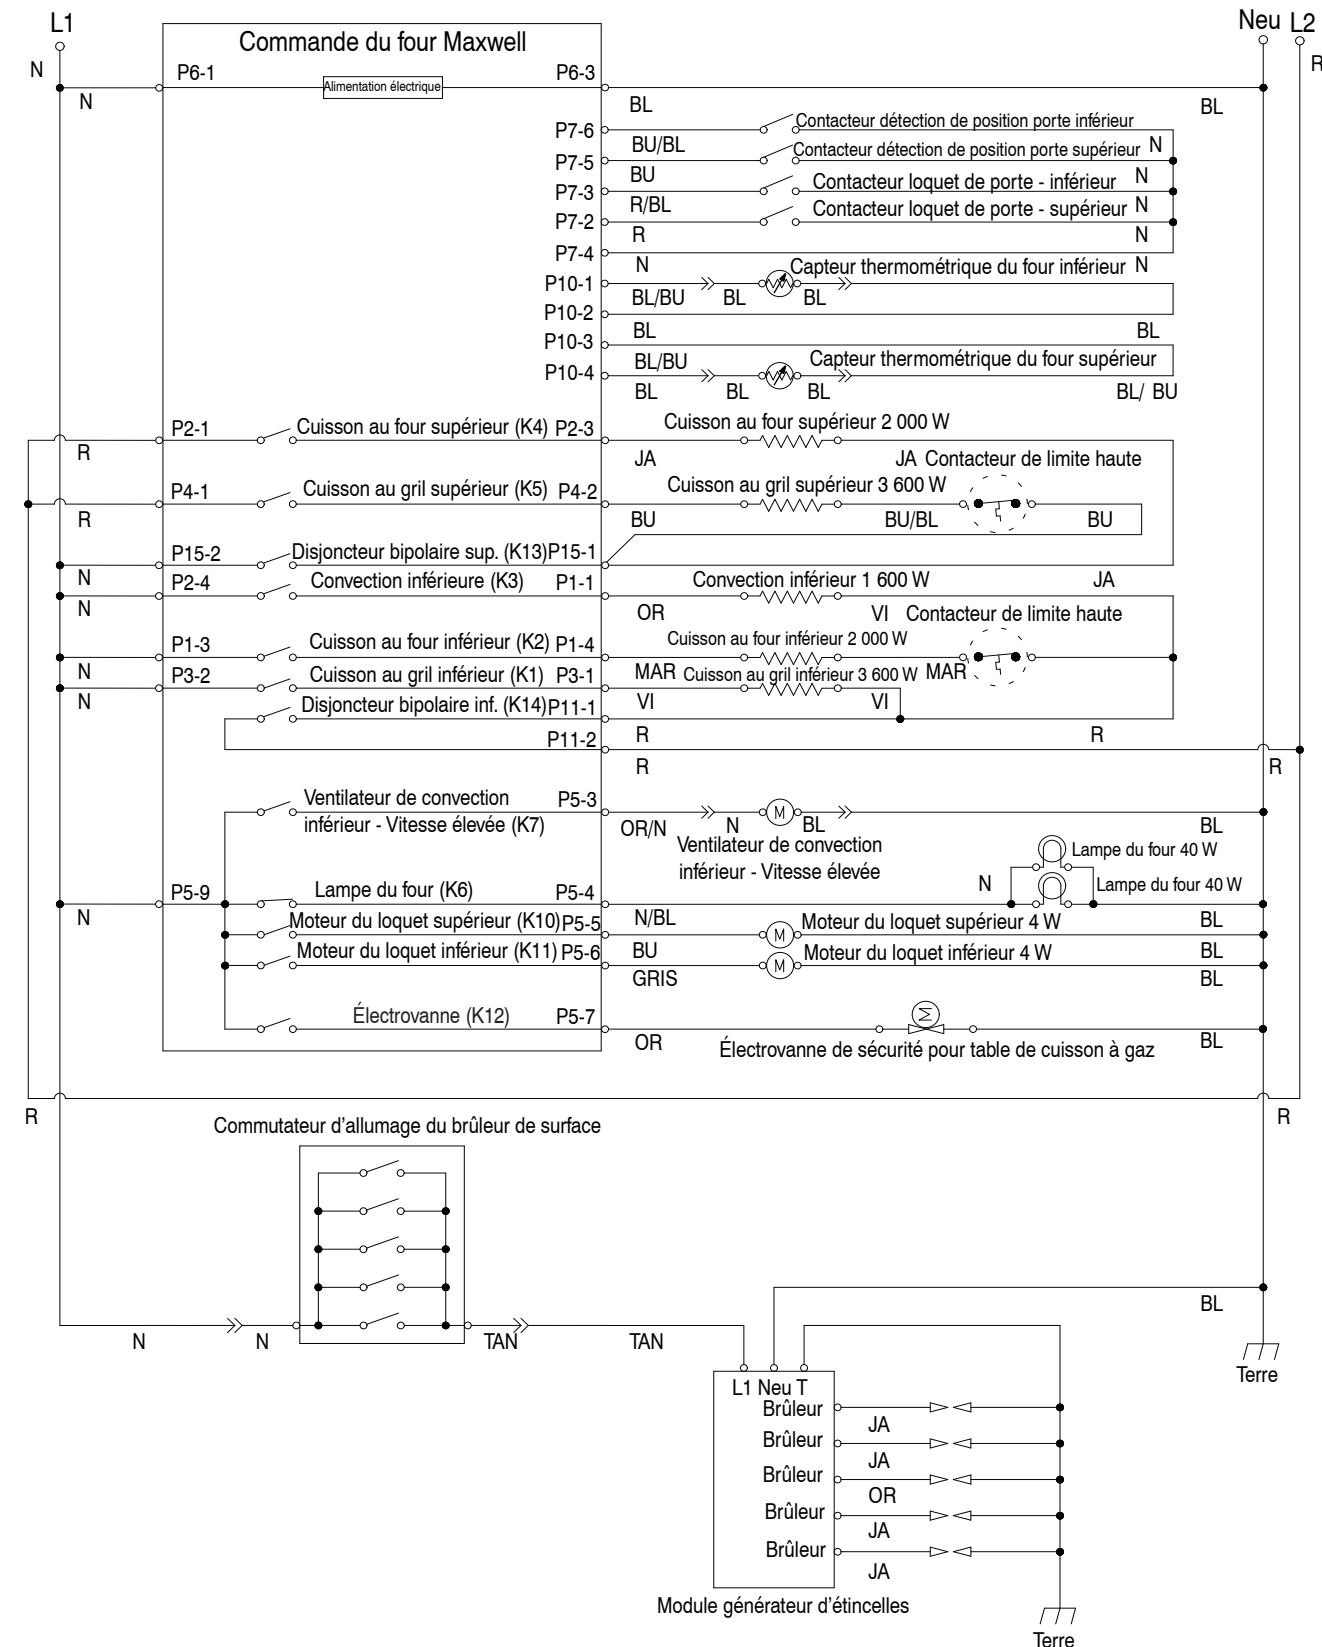 L1 Neu L2
Commande du four Maxwell
N R
P6-1 Alimentation électrique P6-3
N BL BL
P7-6 Contacteur détection de position porte inférieur
BU/BL
P7-5 Contacteur détection de position porte supérieur N
BU
P7-3 Contacteur loquet de porte - inférieur N
R/BL
P7-2 Contacteur loquet de porte - supérieur N
R N
P7-4
N Capteur thermométrique du four inférieur N
P10-1
BL/BU BL BL
P10-2
BL BL
P10-3
BL/BU Capteur thermométrique du four supérieur
P10-4
BL BL BL BL/ BU
P2-1 Cuisson au four supérieur (K4) P2-3 Cuisson au four supérieur 2 000 W
R JA JA Contacteur de limite haute
P4-1 Cuisson au gril supérieur (K5) P4-2 Cuisson au gril supérieur 3 600 W
R BU BU/BL BU
P15-2 Disjoncteur bipolaire sup. (K13) P15-1
N
P2-4 Convection inférieure (K3) P1-1 Convection inférieur 1 600 W JA
N OR VI Contacteur de limite haute
P1-3 Cuisson au four inférieur (K2) P1-4 Cuisson au four inférieur 2 000 W
N MAR MAR
P3-2 Cuisson au gril inférieur (K1) P3-1 Cuisson au gril inférieur 3 600 W
N VI VI
Disjoncteur bipolaire inf. (K14) P11-1
R R
P11-2
R R
Ventilateur de convection P5-3
inférieur - Vitesse élevée (K7) OR/N N M BL BL
Ventilateur de convection
inférieur - Vitesse élevée
Lampe du four 40 W
P5-9 Lampe du four (K6) P5-4 N Lampe du four 40 W
N N/BL BL
Moteur du loquet supérieur (K10) P5-5 M Moteur du loquet supérieur 4 W
BU BL
Moteur du loquet inférieur (K11) P5-6 M Moteur du loquet inférieur 4 W
GRIS BL
Électrovanne (K12) P5-7
OR Électrovanne de sécurité pour table de cuisson à gaz BL
R R
Commutateur d'allumage du brûleur de surface
BL
N N TAN TAN
Terre
L1 Neu T
Brûleur
JA
Brûleur
JA
Brûleur
OR
Brûleur
JA
Brûleur
JA
Module générateur d'étincelles
Terre